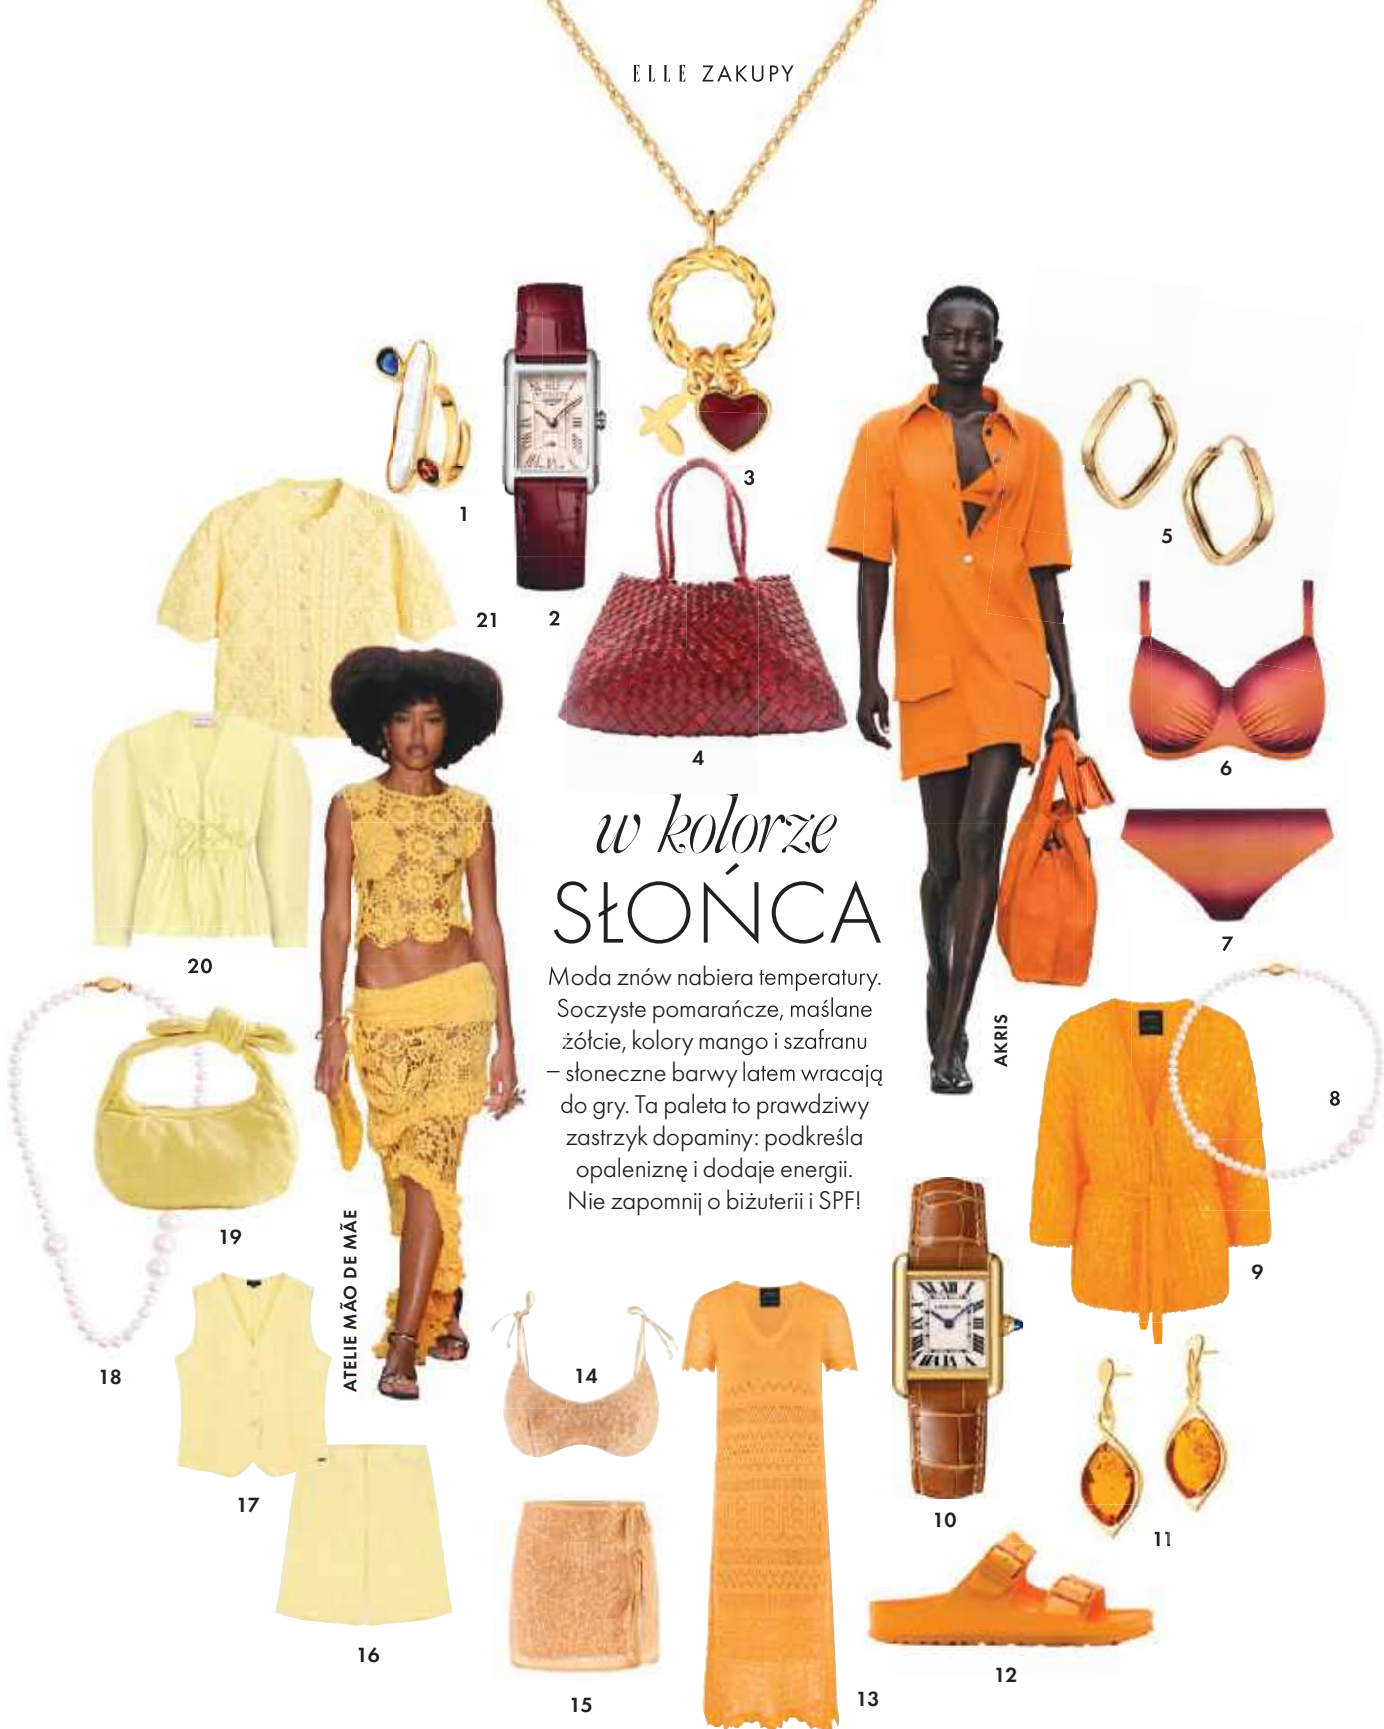 ELLE ZAKUPY
1
2
3
4
5
6
7
21
20
w kolorze
SŁOŃCA
Moda znów nabiera temperatury.
Soczyste pomarańcze, maślane
żółcie, kolory mango i szafranu
– słoneczne barwy latem wracają
do gry. Ta paleta to prawdziwy
zastrzyk dopaminy: podkreśla
opaleniznę i dodaje energii.
Nie zapomnij o biżuterii i SPF!
AKRIS
8
9
19
ATELIE MÃO DE MÃE
18
14
17
10
11
16
15
13
12